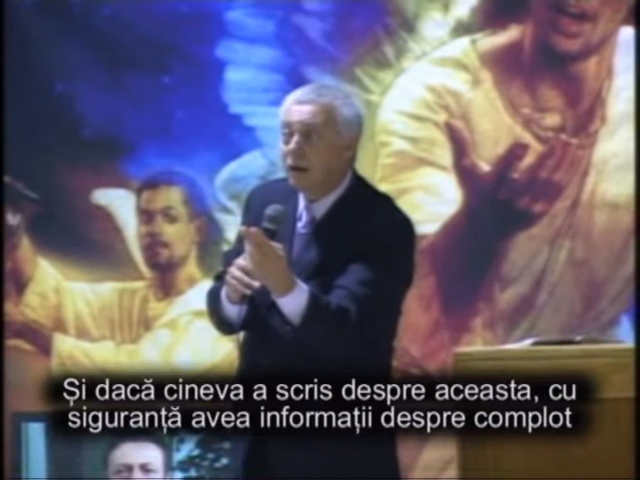 Și dacă cineva a scris despre aceasta, cu
siguranță avea informații despre complot